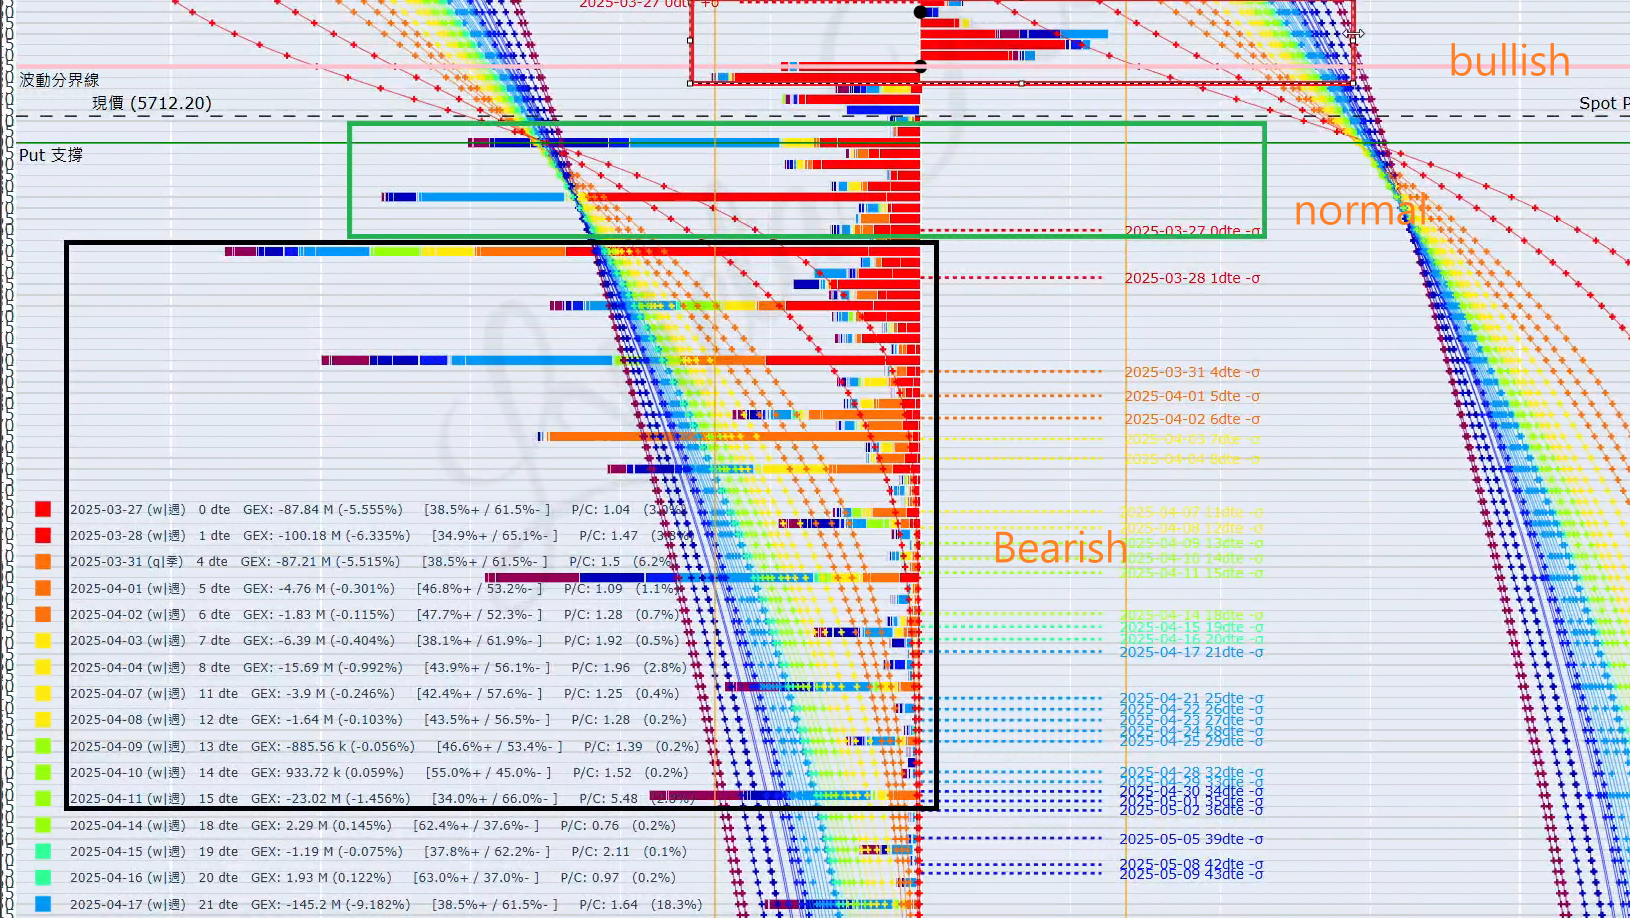 2025-03-27 0dte +σ
bullish
波動分界線
現價 (5712.20)
Spot P
Put 支撐
normal
2025-03-27 0dte -σ
2025-03-28 1dte -σ
2025-03-31 4dte -σ
2025-04-01 5dte -σ
2025-04-02 6dte -σ
2025-04-03 7dte -σ
2025-04-04 8dte -σ
2025-04-07 11dte -σ
2025-04-08 12dte -σ
2025-04-09 13dte -σ
2025-04-10 14dte -σ
2025-04-11 15dte -σ
Bearish
2025-04-14 18dte -σ
2025-04-15 19dte -σ
2025-04-16 20dte -σ
2025-04-17 21dte -σ
2025-04-21 25dte -σ
2025-04-22 26dte -σ
2025-04-23 27dte -σ
2025-04-24 28dte -σ
2025-04-25 29dte -σ
2025-04-28 32dte -σ
2025-04-29 33dte -σ
2025-04-30 34dte -σ
2025-05-01 35dte -σ
2025-05-02 36dte -σ
2025-05-05 39dte -σ
2025-05-08 42dte -σ
2025-05-09 43dte -σ
2025-03-27 (w|週) 0 dte GEX: -87.84 M (-5.555%) [38.5%+ / 61.5%- ] P/C: 1.04
2025-03-28 (w|週) 1 dte GEX: -100.18 M (-6.335%) [34.9%+ / 65.1%- ] P/C: 1.47
2025-03-31 (q|季) 4 dte GEX: -87.21 M (-5.515%) [38.5%+ / 61.5%- ] P/C: 1.5 (6.2%)
2025-04-01 (w|週) 5 dte GEX: -4.76 M (-0.301%) [46.8%+ / 53.2%- ] P/C: 1.09 (1.1%)
2025-04-02 (w|週) 6 dte GEX: -1.83 M (-0.115%) [47.7%+ / 52.3%- ] P/C: 1.28 (0.7%)
2025-04-03 (w|週) 7 dte GEX: -6.39 M (-0.404%) [38.1%+ / 61.9%- ] P/C: 1.92 (0.5%)
2025-04-04 (w|週) 8 dte GEX: -15.69 M (-0.992%) [43.9%+ / 56.1%- ] P/C: 1.96 (2.8%)
2025-04-07 (w|週) 11 dte GEX: -3.9 M (-0.246%) [42.4%+ / 57.6%- ] P/C: 1.25 (0.4%)
2025-04-08 (w|週) 12 dte GEX: -1.64 M (-0.103%) [43.5%+ / 56.5%- ] P/C: 1.28 (0.2%)
2025-04-09 (w|週) 13 dte GEX: -885.56 k (-0.056%) [46.6%+ / 53.4%- ] P/C: 1.39 (0.2%)
2025-04-10 (w|週) 14 dte GEX: 933.72 k (0.059%) [55.0%+ / 45.0%- ] P/C: 1.52 (0.2%)
2025-04-11 (w|週) 15 dte GEX: -23.02 M (-1.456%) [34.0%+ / 66.0%- ] P/C: 5.48
2025-04-14 (w|週) 18 dte GEX: 2.29 M (0.145%) [62.4%+ / 37.6%- ] P/C: 0.76 (0.2%)
2025-04-15 (w|週) 19 dte GEX: -1.19 M (-0.075%) [37.8%+ / 62.2%- ] P/C: 2.11 (0.1%)
2025-04-16 (w|週) 20 dte GEX: 1.93 M (0.122%) [63.0%+ / 37.0%- ] P/C: 0.97 (0.2%)
2025-04-17 (w|週) 21 dte GEX: -145.2 M (-9.182%) [38.5%+ / 61.5%- ] P/C: 1.64 (18.3%)